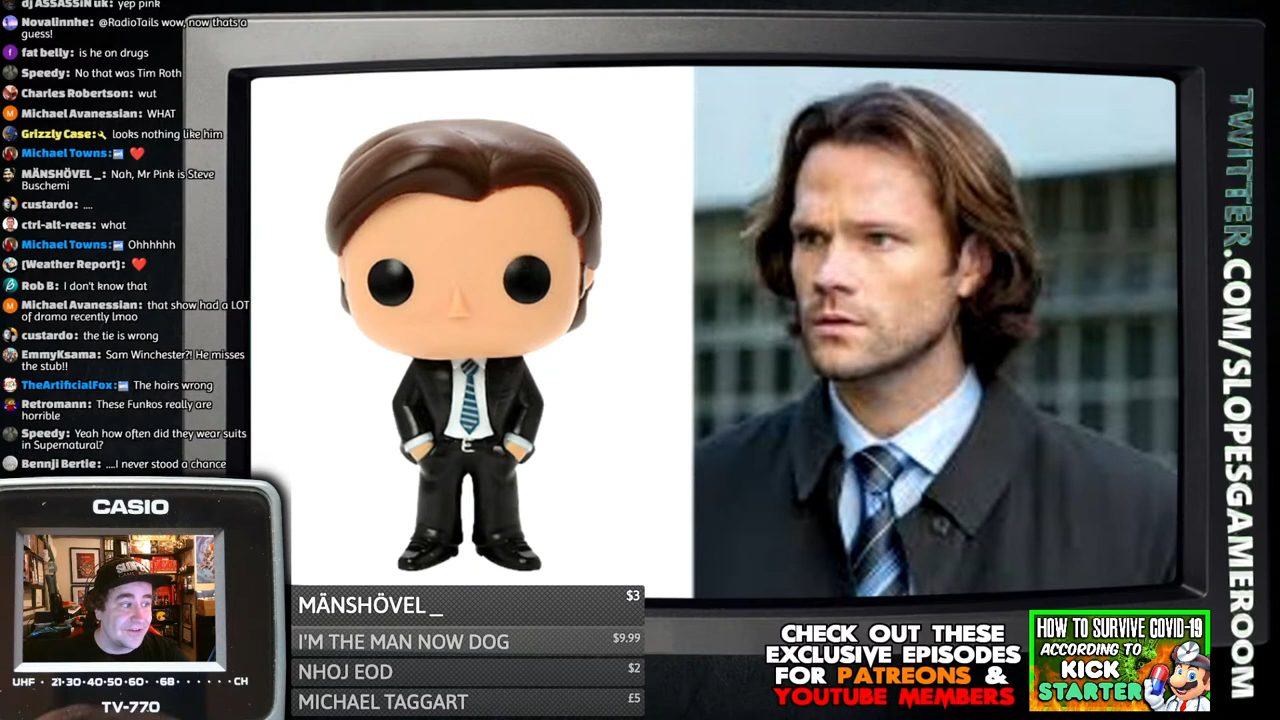 dj ASSASSIN uk: yep pink
Novalinnhe: @RadioTails wow, now thats a
guess!
fat belly: is he on drugs
Speedy: No that was Tim Roth
Charles Robertson: wut
Michael Avanessian: WHAT
Grizzly Case: looks nothing like him
Michael Towns:
MÄNSHÖVEL _: Nah, Mr Pink is Steve
Buschemi
custardo: ....
ctrl-alt-rees: what
Michael Towns: Ohhhhhh
[Weather Report]:
Rob B: I don't know that
Michael Avanessian: that show had a LOT
of drama recently lmao
custardo: the tie is wrong
EmmyKsama: Sam Winchester?! He misses
the stub!!
TheArtificialFox: The hairs wrong
Retromann: These Funkos really are
horrible
Speedy: Yeah how often did they wear suits
in Supernatural?
Bennji Bertie: ....I never stood a chance
CASIO
UHF · 21·30·40·50·60 · ·68 · · · · · · CH
TV-770
MÄNSHÖVEL _ $3
I'M THE MAN NOW DOG $9.99
NHOJ EOD $2
MICHAEL TAGGART £5
CHECK OUT THESE
EXCLUSIVE EPISODES
FOR PATREONS &
YOUTUBE MEMBERS
HOW TO SURVIVE COVID-19
ACCORDING TO
KICK
STARTER
TWITTER.COM/SLOPESGAMEROOM